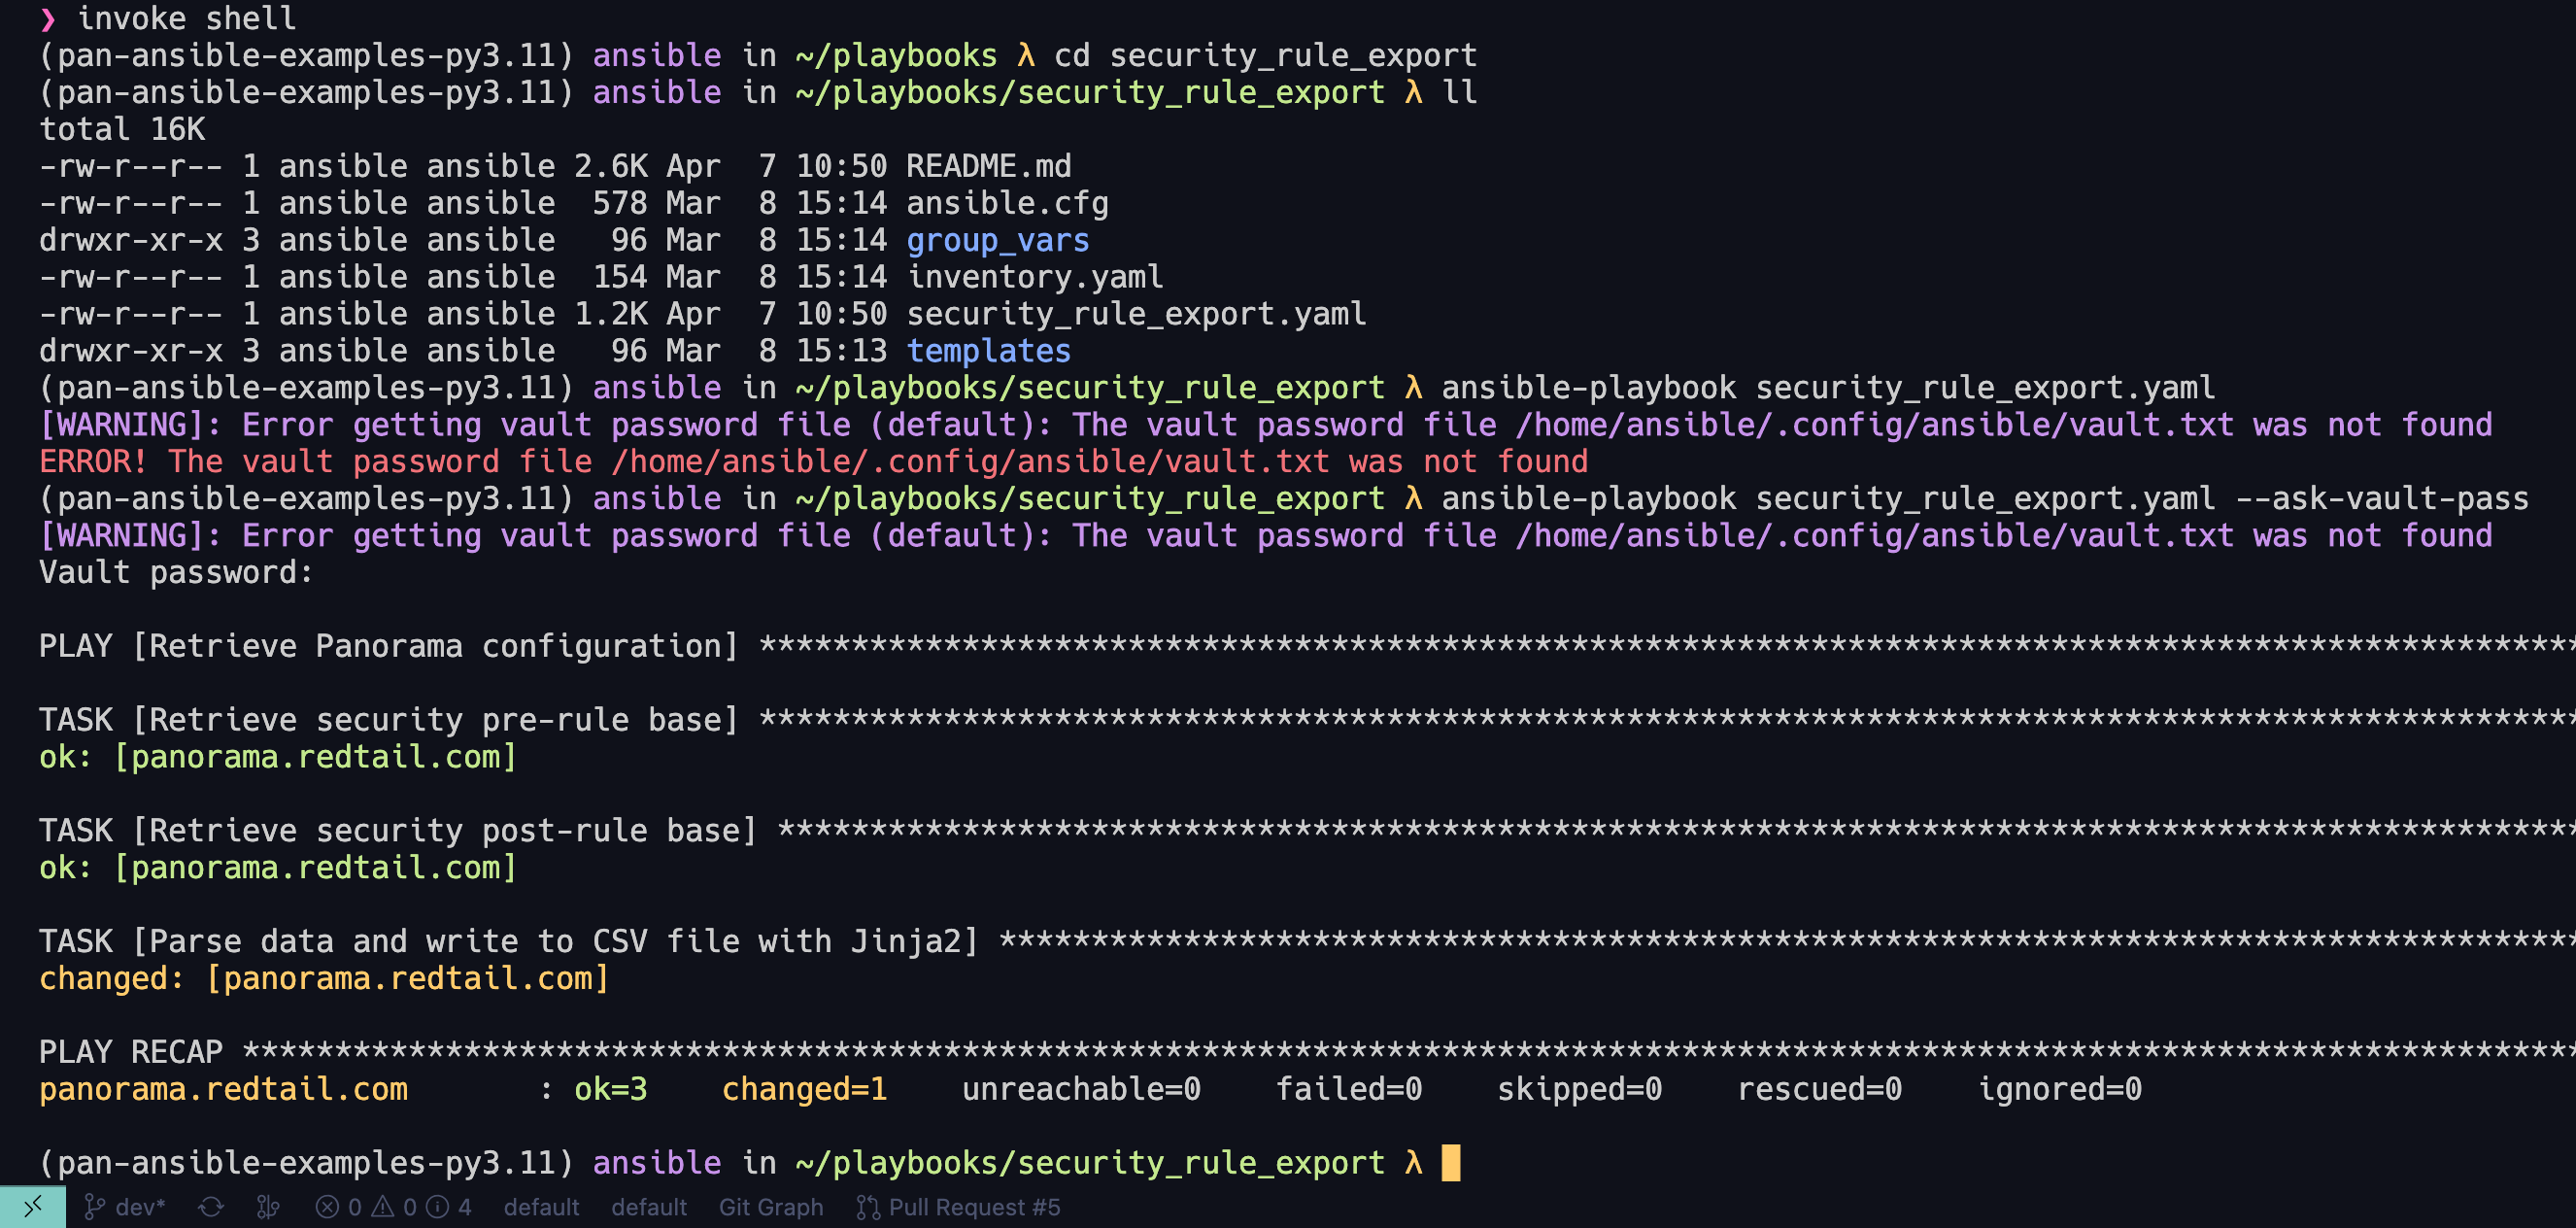 ❯ invoke shell
(pan-ansible-examples-py3.11) ansible in ~/playbooks λ cd security_rule_export
(pan-ansible-examples-py3.11) ansible in ~/playbooks/security_rule_export λ ll
total 16K
-rw-r--r-- 1 ansible ansible 2.6K Apr  7 10:50 README.md
-rw-r--r-- 1 ansible ansible  578 Mar  8 15:14 ansible.cfg
drwxr-xr-x 3 ansible ansible   96 Mar  8 15:14 group_vars
-rw-r--r-- 1 ansible ansible  154 Mar  8 15:14 inventory.yaml
-rw-r--r-- 1 ansible ansible 1.2K Apr  7 10:50 security_rule_export.yaml
drwxr-xr-x 3 ansible ansible   96 Mar  8 15:13 templates
(pan-ansible-examples-py3.11) ansible in ~/playbooks/security_rule_export λ ansible-playbook security_rule_export.yaml
[WARNING]: Error getting vault password file (default): The vault password file /home/ansible/.config/ansible/vault.txt was not found
ERROR! The vault password file /home/ansible/.config/ansible/vault.txt was not found
(pan-ansible-examples-py3.11) ansible in ~/playbooks/security_rule_export λ ansible-playbook security_rule_export.yaml --ask-vault-pass
[WARNING]: Error getting vault password file (default): The vault password file /home/ansible/.config/ansible/vault.txt was not found
Vault password:
PLAY [Retrieve Panorama configuration] ***************************************************************************************************
TASK [Retrieve security pre-rule base] ***************************************************************************************************
ok: [panorama.redtail.com]
TASK [Retrieve security post-rule base] **************************************************************************************************
ok: [panorama.redtail.com]
TASK [Parse data and write to CSV file with Jinja2] **************************************************************************************
changed: [panorama.redtail.com]
PLAY RECAP *******************************************************************************************************************************
panorama.redtail.com       : ok=3    changed=1    unreachable=0    failed=0    skipped=0    rescued=0    ignored=0
(pan-ansible-examples-py3.11) ansible in ~/playbooks/security_rule_export λ
dev* 0 0 4 default default Git Graph Pull Request #5